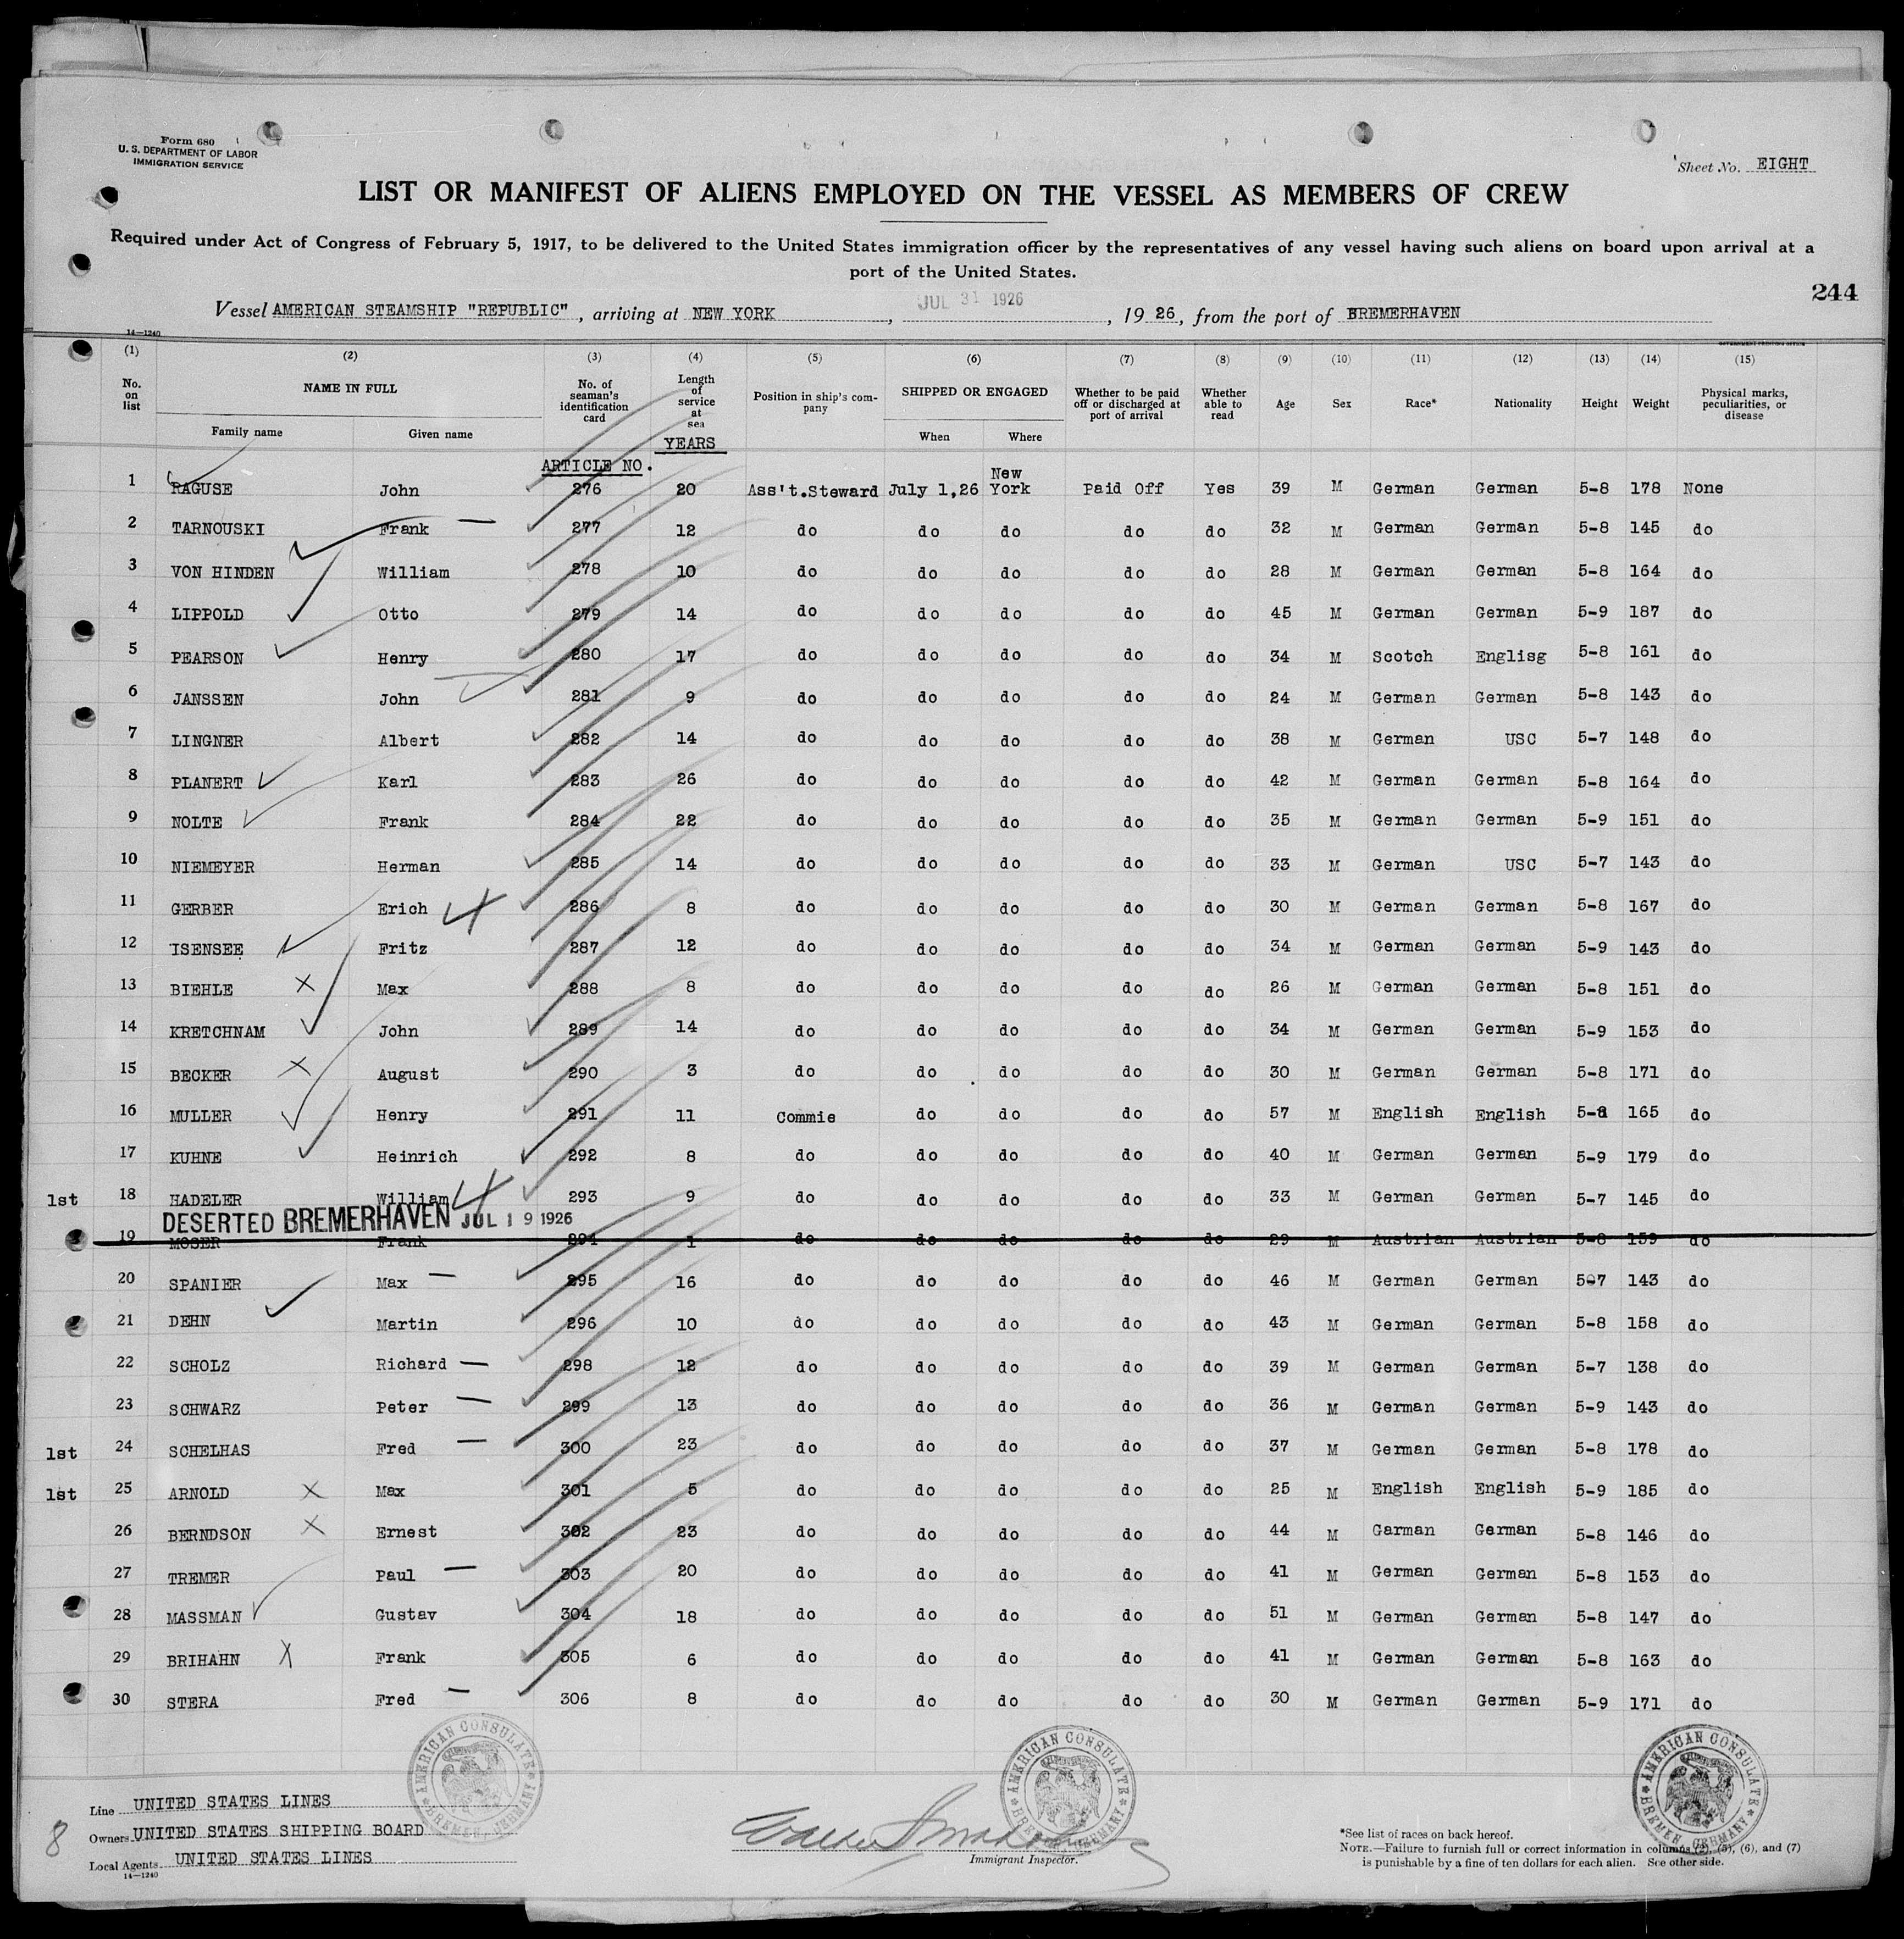 Form 680
U. S. DEPARTMENT OF LABOR
IMMIGRATION SERVICE
Sheet No. EIGHT
LIST OR MANIFEST OF ALIENS EMPLOYED ON THE VESSEL AS MEMBERS OF CREW
Required under Act of Congress of February 5, 1917, to be delivered to the United States immigration officer by the representatives of any vessel having such aliens on board upon arrival at a
port of the United States.
244
Vessel AMERICAN STEAMSHIP "REPUBLIC", arriving at NEW YORK, JUL 31 1926, 1926, from the port of BREMERHAVEN
14—1240
GOVERNMENT PRINTING OFFICE
(1) (2) (3) (4) (5) (6) (7) (8) (9) (10) (11) (12) (13) (14) (15)
No. on list NAME IN FULL No. of seaman's identification card Length of service at sea Position in ship's company SHIPPED OR ENGAGED Whether to be paid off or discharged at port of arrival Whether able to read Age Sex Race* Nationality Height Weight Physical marks, peculiarities, or disease
Family name Given name When Where
YEARS
ARTICLE NO.
1 RAGUSE John 276 20 Ass't.Steward July 1,26 New York Paid Off Yes 39 M German German 5-8 178 None
2 TARNOUSKI Frank — 277 12 do do do do do 32 M German German 5-8 145 do
3 VON HINDEN William 278 10 do do do do do 28 M German German 5-8 164 do
4 LIPPOLD Otto 279 14 do do do do do 45 M German German 5-9 187 do
5 PEARSON Henry 280 17 do do do do do 34 M Scotch Englisg 5-8 161 do
6 JANSSEN John 281 9 do do do do do 24 M German German 5-8 143 do
7 LINGNER Albert 282 14 do do do do do 38 M German USC 5-7 148 do
8 PLANERT Karl 283 26 do do do do do 42 M German German 5-8 164 do
9 NOLTE Frank 284 22 do do do do do 35 M German German 5-9 151 do
10 NIEMEYER Herman 285 14 do do do do do 33 M German USC 5-7 143 do
11 GERBER Erich 286 8 do do do do do 30 M German German 5-8 167 do
12 ISENSEE Fritz 287 12 do do do do do 34 M German German 5-9 143 do
13 BIEHLE X Max 288 8 do do do do do 26 M German German 5-8 151 do
14 KRETCHNAM John 289 14 do do do do do 34 M German German 5-9 153 do
15 BECKER X August 290 3 do do do do do 30 M German German 5-8 171 do
16 MULLER Henry 291 11 Commie do do do do 57 M English English 5-8 165 do
17 KUHNE Heinrich 292 8 do do do do do 40 M German German 5-9 179 do
1st 18 HADELER William 293 9 do do do do do 33 M German German 5-7 145 do
DESERTED BREMERHAVEN JUL 19 1926
19 MOSER Frank 294 1 do do do do do 29 M Austrian Austrian 5-8 159 do
20 SPANIER Max — 295 16 do do do do do 46 M German German 5-7 143 do
21 DEHN Martin 296 10 do do do do do 43 M German German 5-8 158 do
22 SCHOLZ Richard — 298 12 do do do do do 39 M German German 5-7 138 do
23 SCHWARZ Peter — 299 13 do do do do do 36 M German German 5-9 143 do
1st 24 SCHELHAS Fred — 300 23 do do do do do 37 M German German 5-8 178 do
1st 25 ARNOLD X Max 301 5 do do do do do 25 M English English 5-9 185 do
26 BERNDSON X Ernest 302 23 do do do do do 44 M Garman German 5-8 146 do
27 TREMER Paul — 303 20 do do do do do 41 M German German 5-8 153 do
28 MASSMAN Gustav 304 18 do do do do do 51 M German German 5-8 147 do
29 BRIHAHN X Frank 305 6 do do do do do 41 M German German 5-8 163 do
30 STERA Fred — 306 8 do do do do do 30 M German German 5-9 171 do
AMERICAN CONSULATE BREMEN, GERMANY
AMERICAN CONSULATE BREMEN, GERMANY
AMERICAN CONSULATE BREMEN, GERMANY
8
Line UNITED STATES LINES
Owners UNITED STATES SHIPPING BOARD
Local Agents UNITED STATES LINES
14—1240
Immigrant Inspector.
*See list of races on back hereof.
NOTE.—Failure to furnish full or correct information in columns (2), (5), (6), and (7)
is punishable by a fine of ten dollars for each alien. See other side.